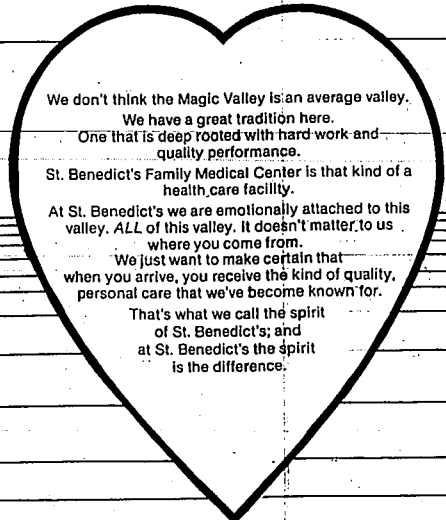 We don't think the Magic Valley is an average valley.
We have a great tradition here.
One that is deep rooted with hard work and
quality performance.
St. Benedict's Family Medical Center is that kind of a
health care facility.
At St. Benedict's we are emotionally attached to this
valley. ALL of this valley. It doesn't matter to us
where you come from.
We just want to make certain that
when you arrive, you receive the kind of quality,
personal care that we've become known for.
That's what we call the spirit
of St. Benedict's; and
at St. Benedict's the spirit
is the difference.